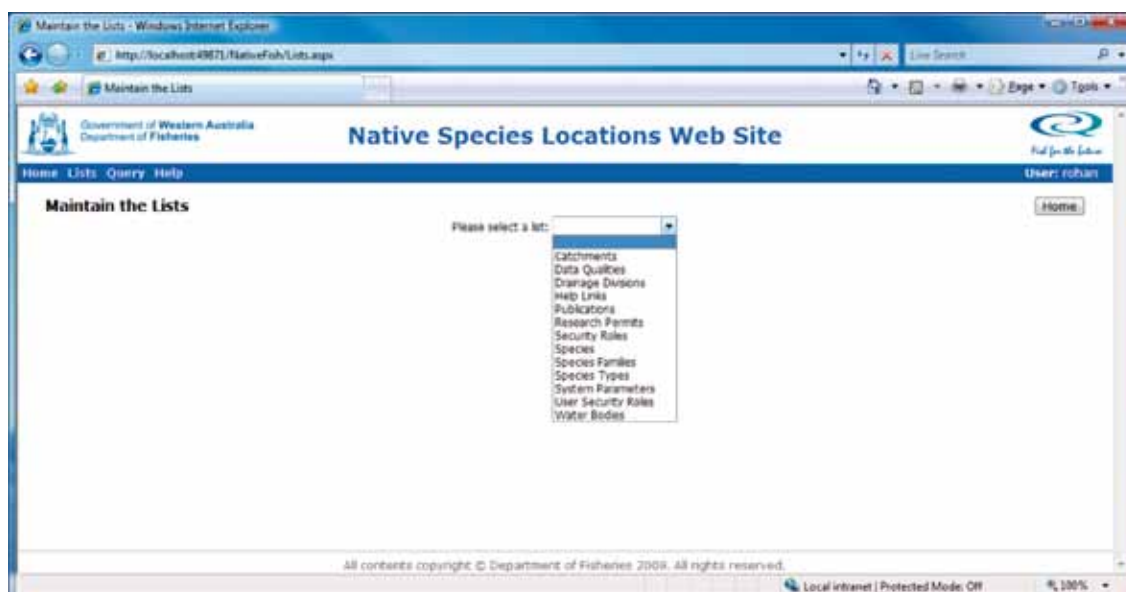 Maintain the Lists - Windows Internet Explorer
http://localhost:49871/NativeFish/Lists.aspx
Live Search
Maintain the Lists
Page
Tools
Government of Western Australia
Department of Fisheries
Native Species Locations Web Site
Fish for the future
Home Lists Query Help
User: rohan
Maintain the Lists
Home
Please select a list:
Catchments
Data Qualities
Drainage Divisions
Help Links
Publications
Research Permits
Security Roles
Species
Species Families
Species Types
System Parameters
User Security Roles
Water Bodies
All contents copyright © Department of Fisheries 2009. All rights reserved.
Local intranet | Protected Mode: Off
100%